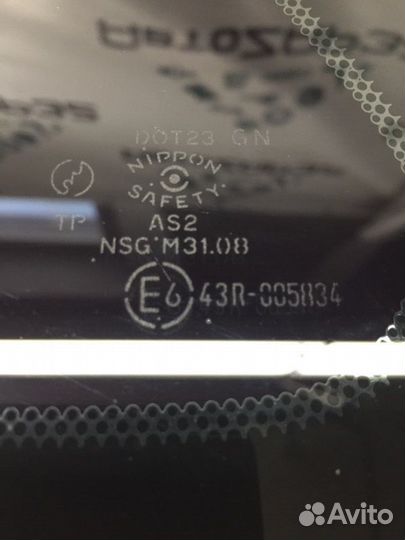 DOT23 GN
NIPPON
SAFETY
TP AS2
NSG M31.08
E6 43R-005834
Avito